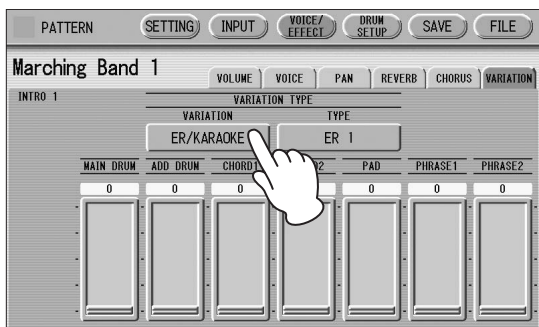 PATTERN SETTING INPUT VOICE/ EFFECT DRUM SETUP SAVE FILE
Marching Band 1 VOLUME VOICE PAN REVERB CHORUS VARIATION
INTRO 1 VARIATION TYPE
VARIATION TYPE
ER/KARAOKE ER 1
MAIN DRUM ADD DRUM CHORD1 2 PAD PHRASE1 PHRASE2
0 0 0 0 0 0